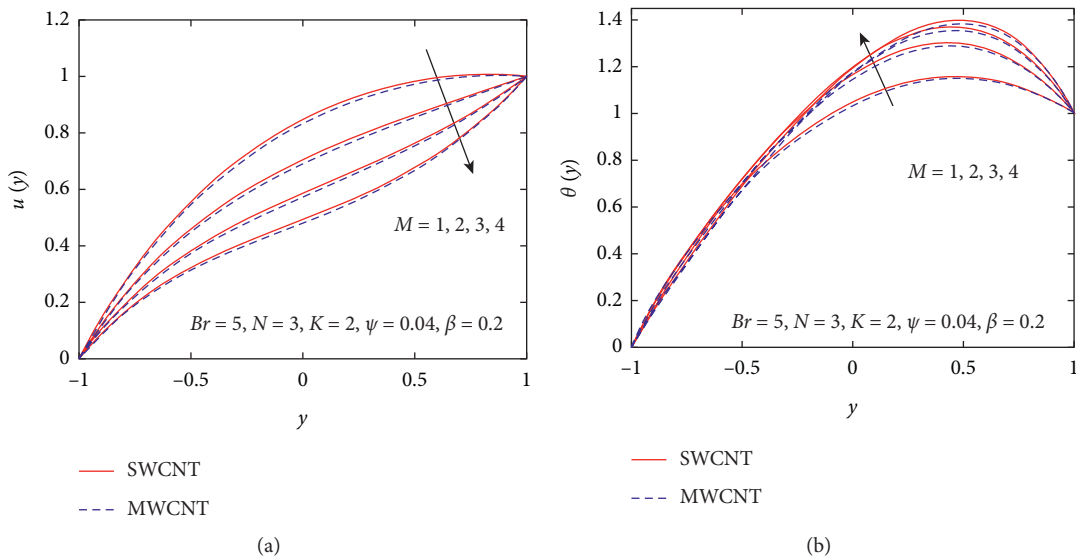 1.2
1
0.8
0.6
0.4
0.2
0
u (y)
M = 1, 2, 3, 4
Br = 5, N = 3, K = 2, ψ = 0.04, β = 0.2
−1
−0.5
0
0.5
1
y
SWCNT
MWCNT
(a)
1.4
1.2
1
0.8
0.6
0.4
0.2
0
θ (y)
M = 1, 2, 3, 4
Br = 5, N = 3, K = 2, ψ = 0.04, β = 0.2
−1
−0.5
0
0.5
1
y
SWCNT
MWCNT
(b)